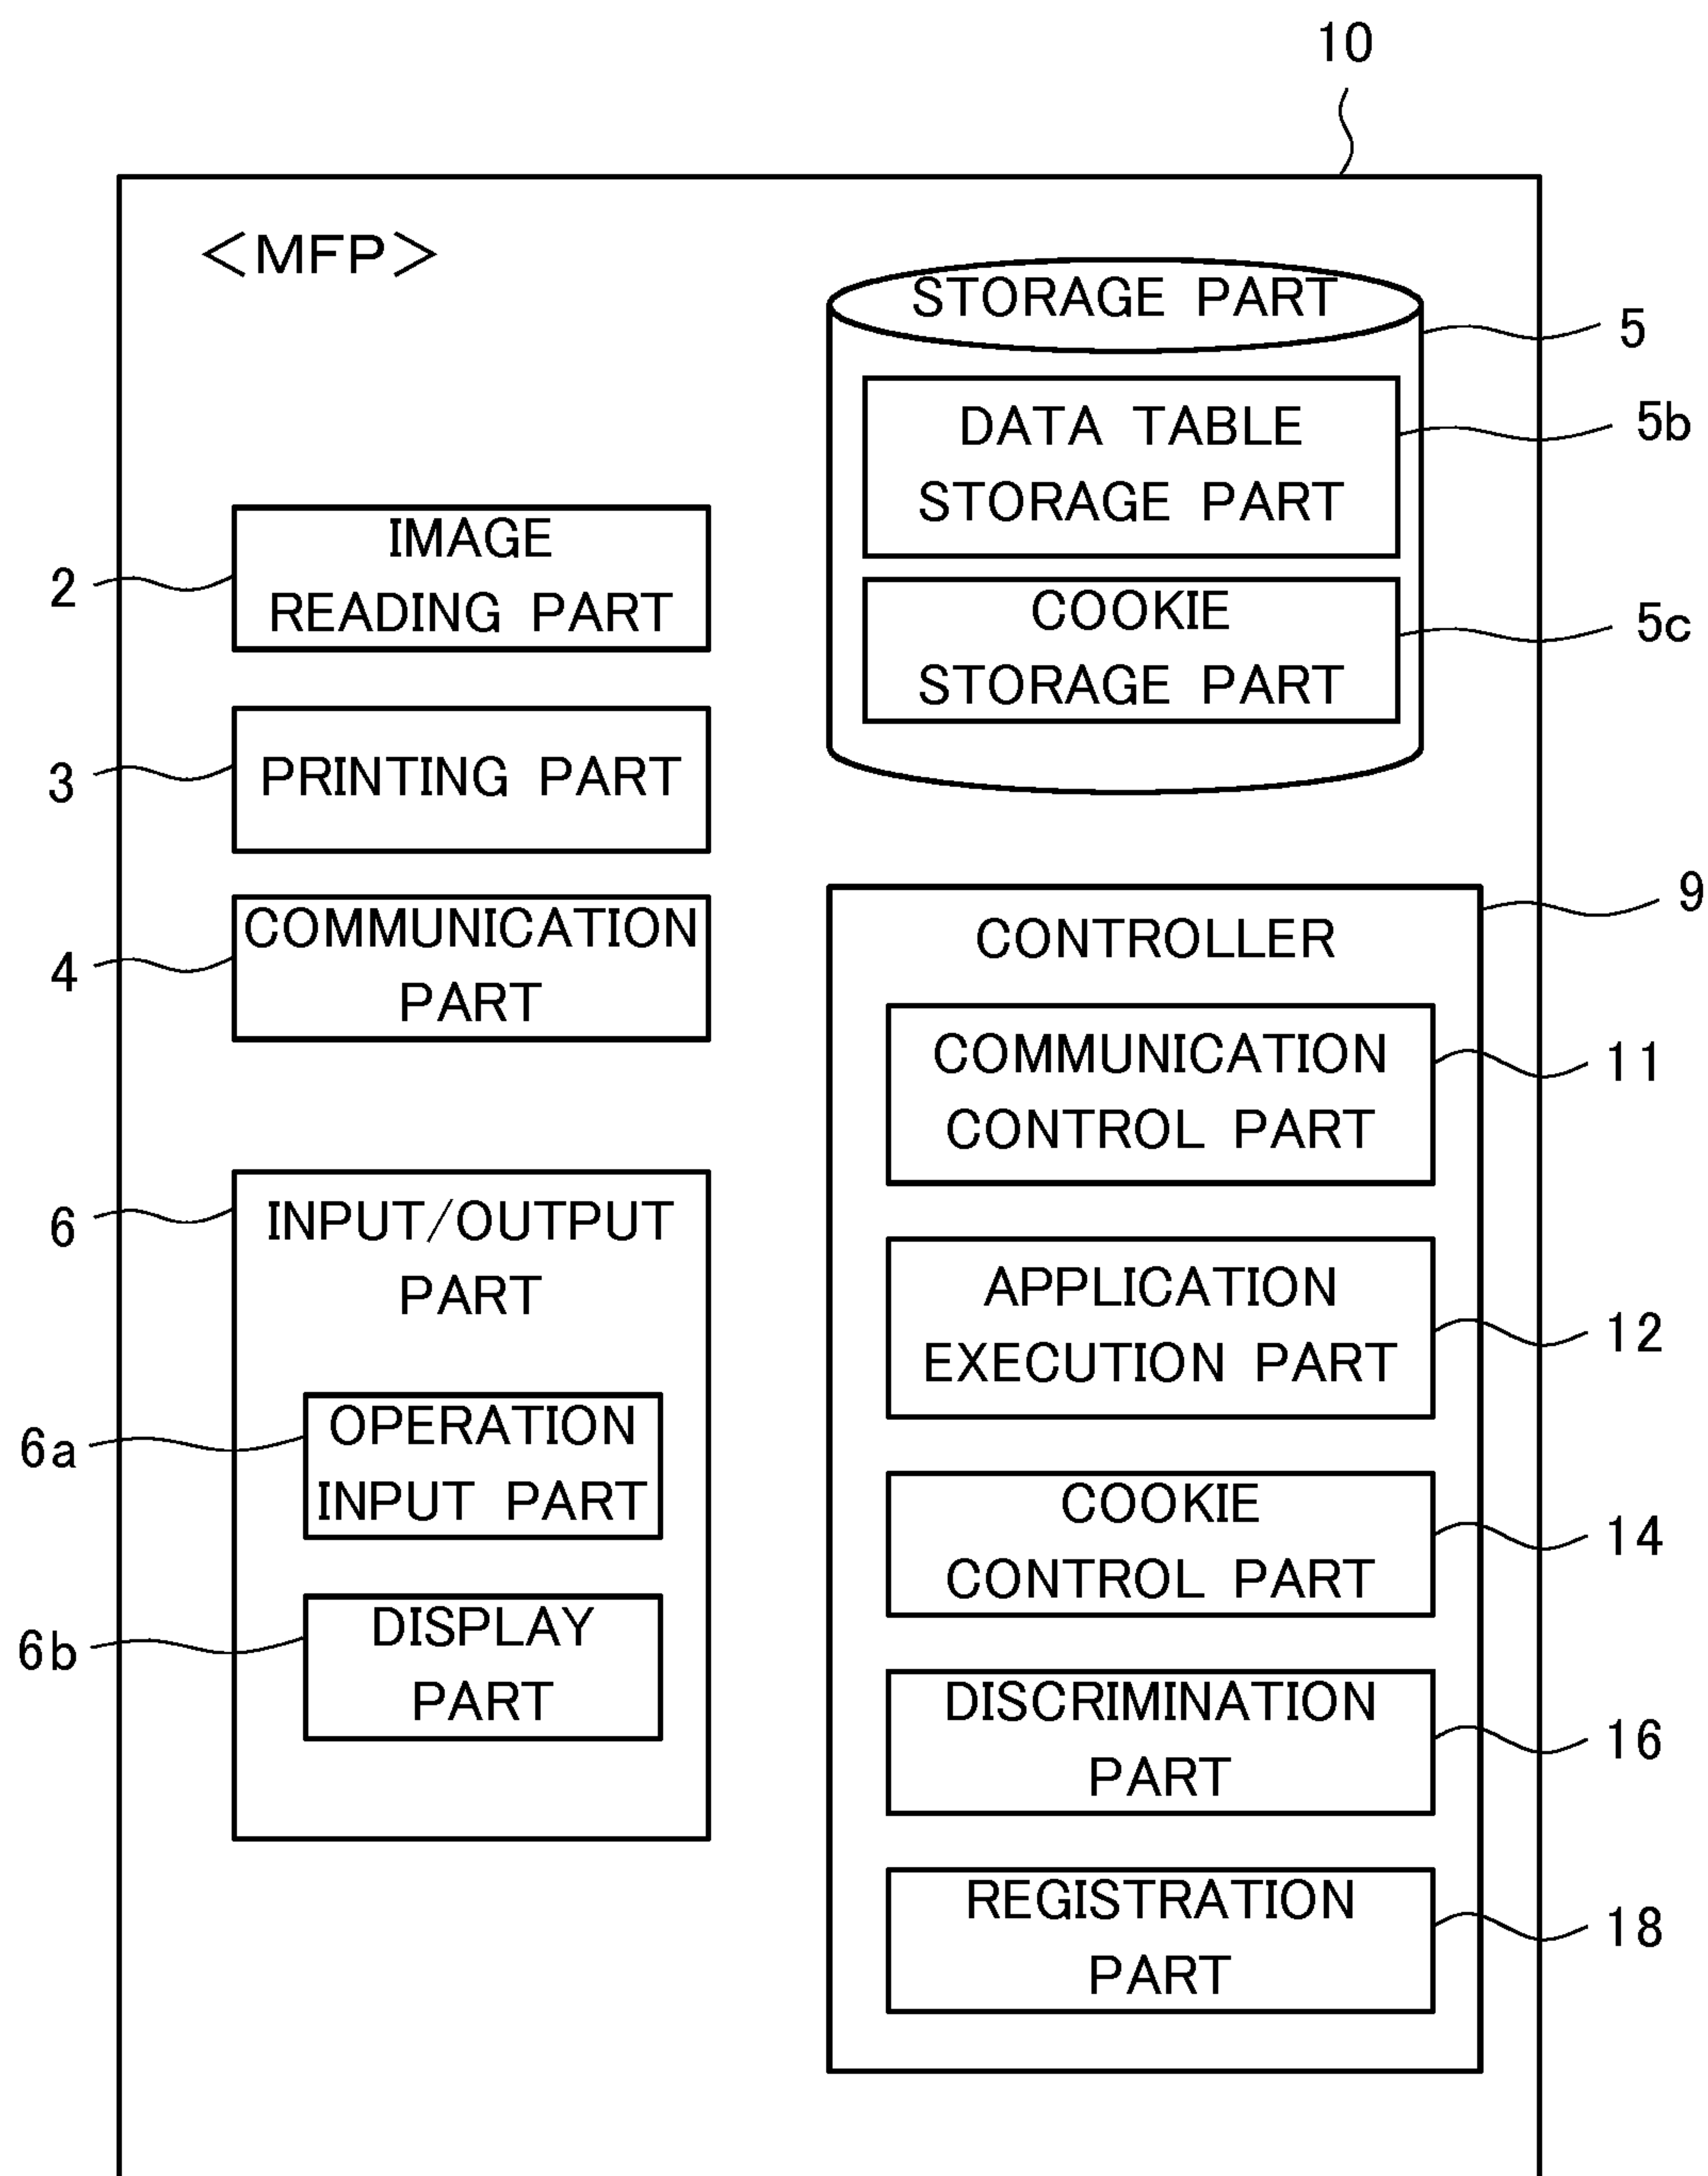 10
<MFP>
STORAGE PART
5
DATA TABLE
STORAGE PART
5b
COOKIE
STORAGE PART
5c
2
IMAGE
READING PART
3
PRINTING PART
4
COMMUNICATION
PART
6
INPUT/OUTPUT
PART
6a
OPERATION
INPUT PART
6b
DISPLAY
PART
9
CONTROLLER
COMMUNICATION
CONTROL PART
11
APPLICATION
EXECUTION PART
12
COOKIE
CONTROL PART
14
DISCRIMINATION
PART
16
REGISTRATION
PART
18